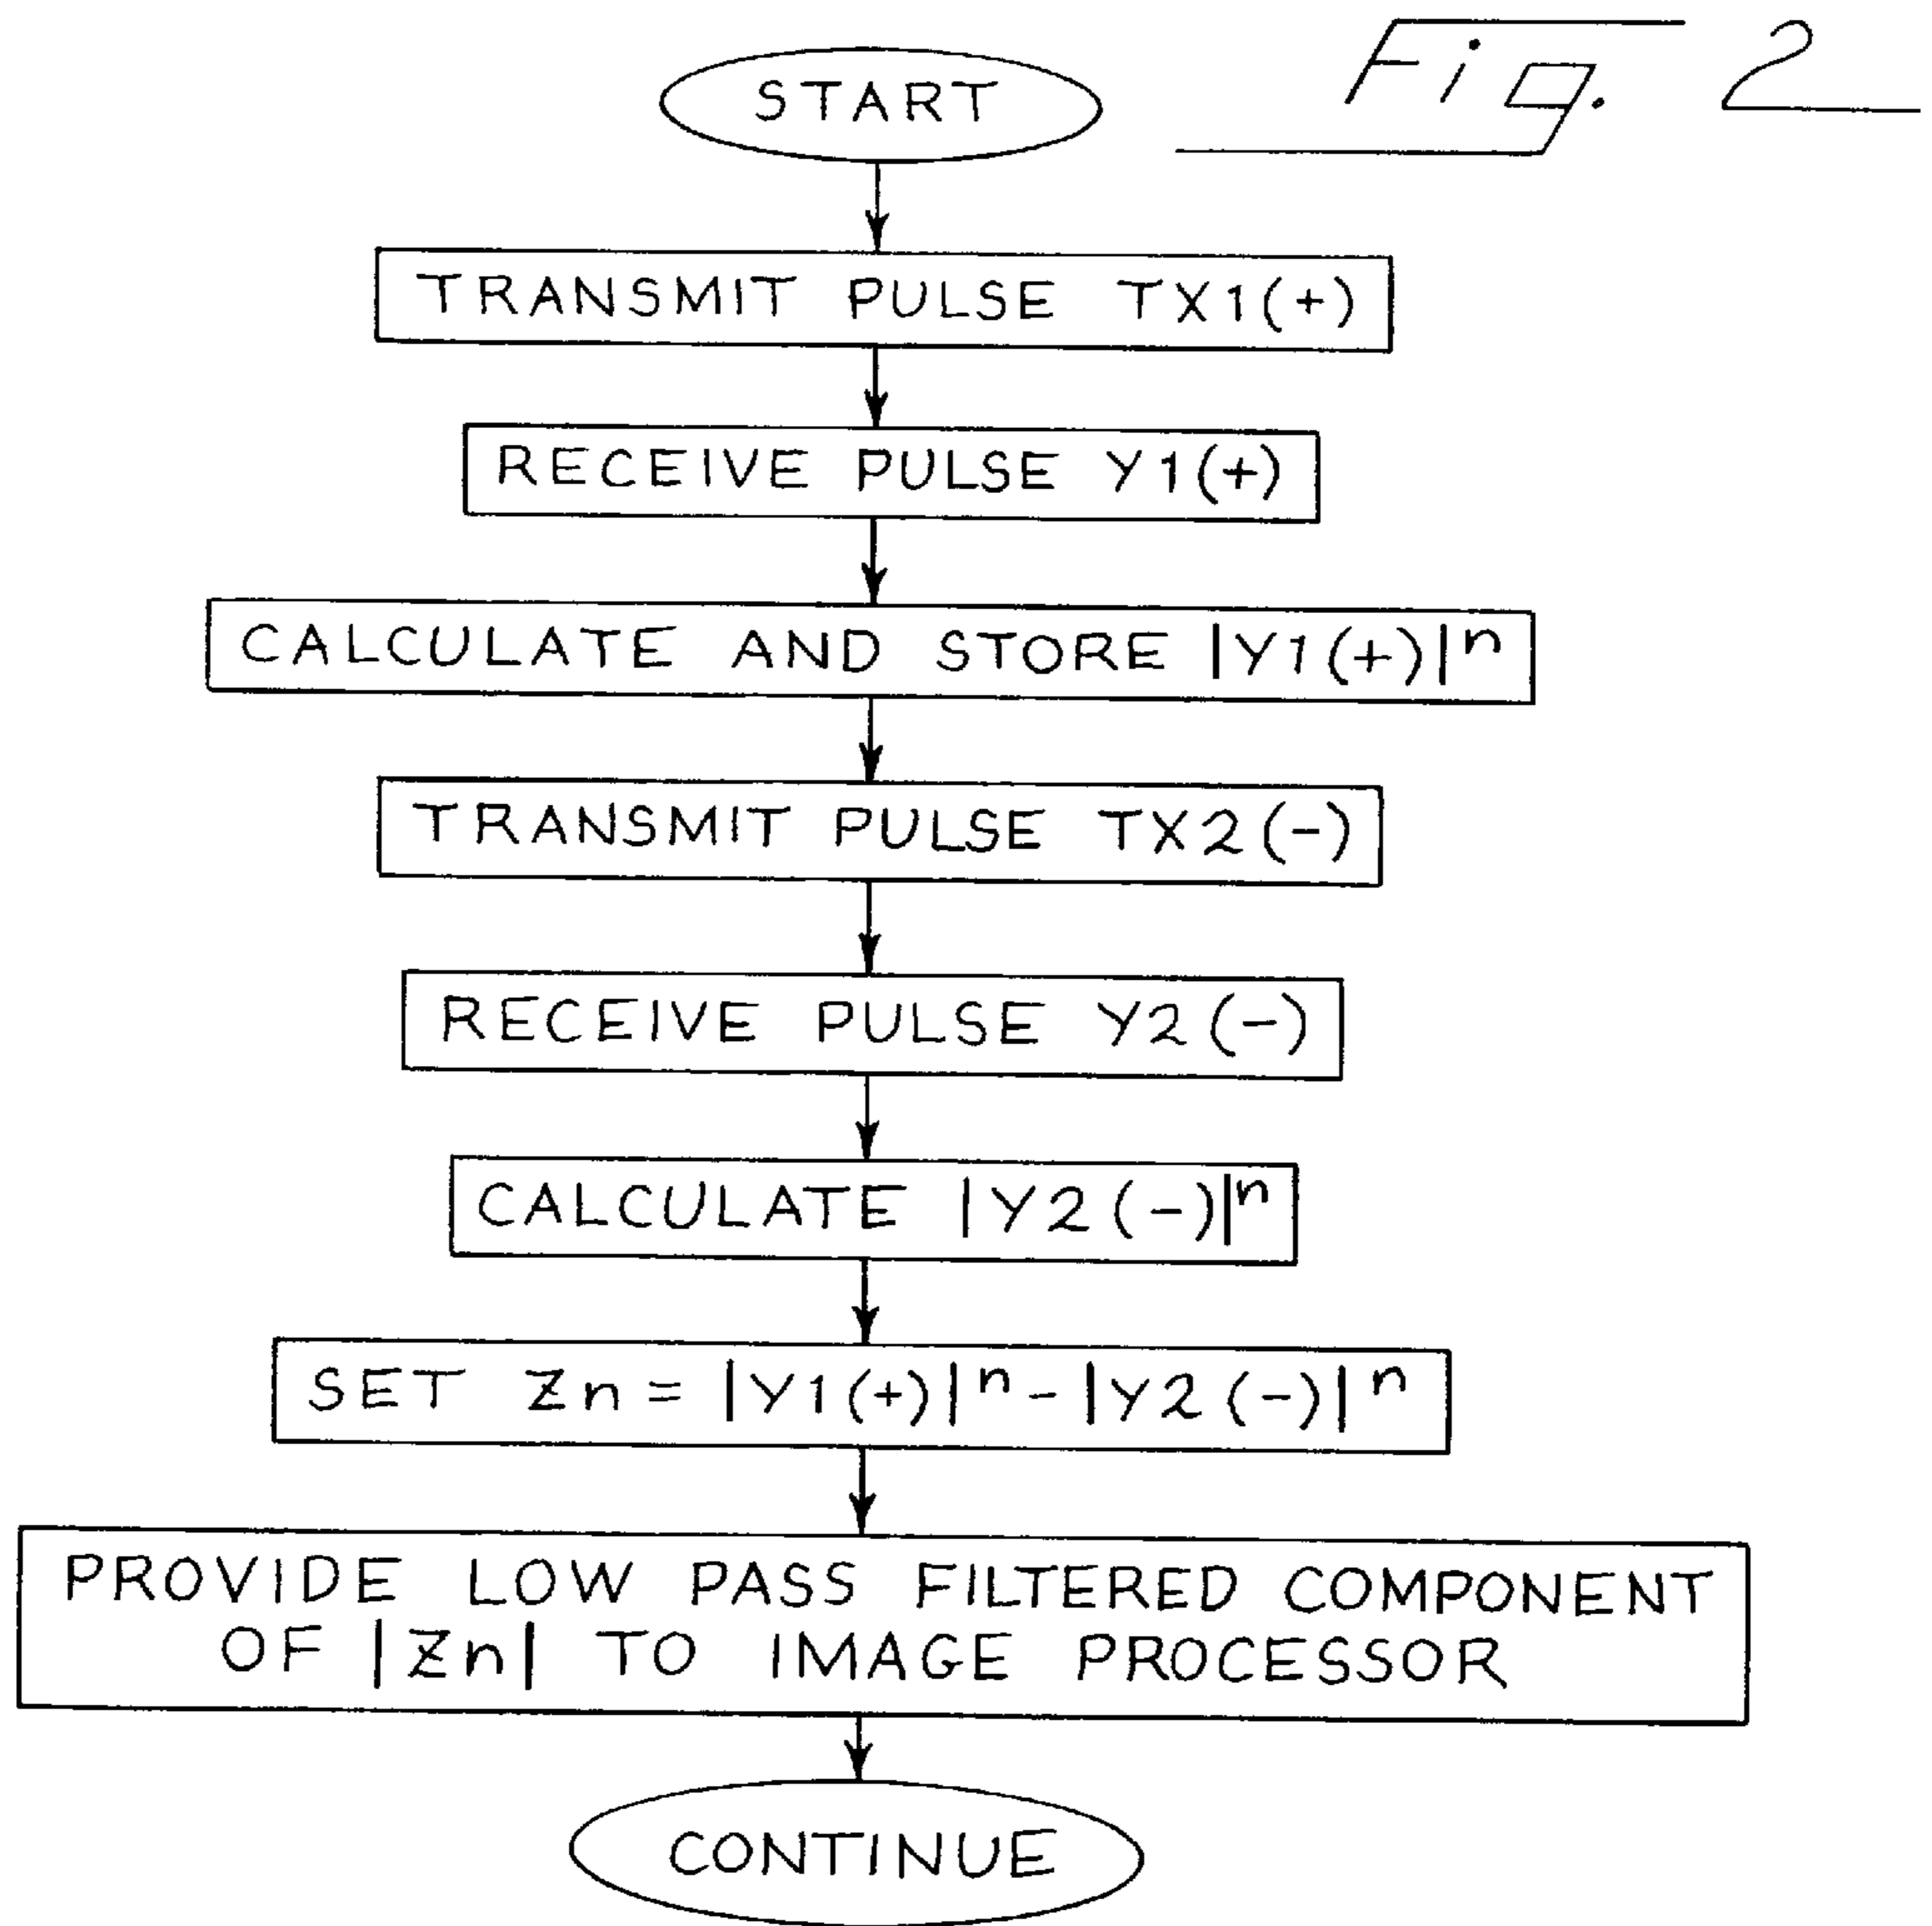 Fig. 2
START
TRANSMIT PULSE TX1(+)
RECEIVE PULSE Y1(+)
CALCULATE AND STORE |Y1(+)|ⁿ
TRANSMIT PULSE TX2(-)
RECEIVE PULSE Y2(-)
CALCULATE |Y2(-)|ⁿ
SET Zn = |Y1(+)|ⁿ - |Y2(-)|ⁿ
PROVIDE LOW PASS FILTERED COMPONENT
OF |Zn| TO IMAGE PROCESSOR
CONTINUE